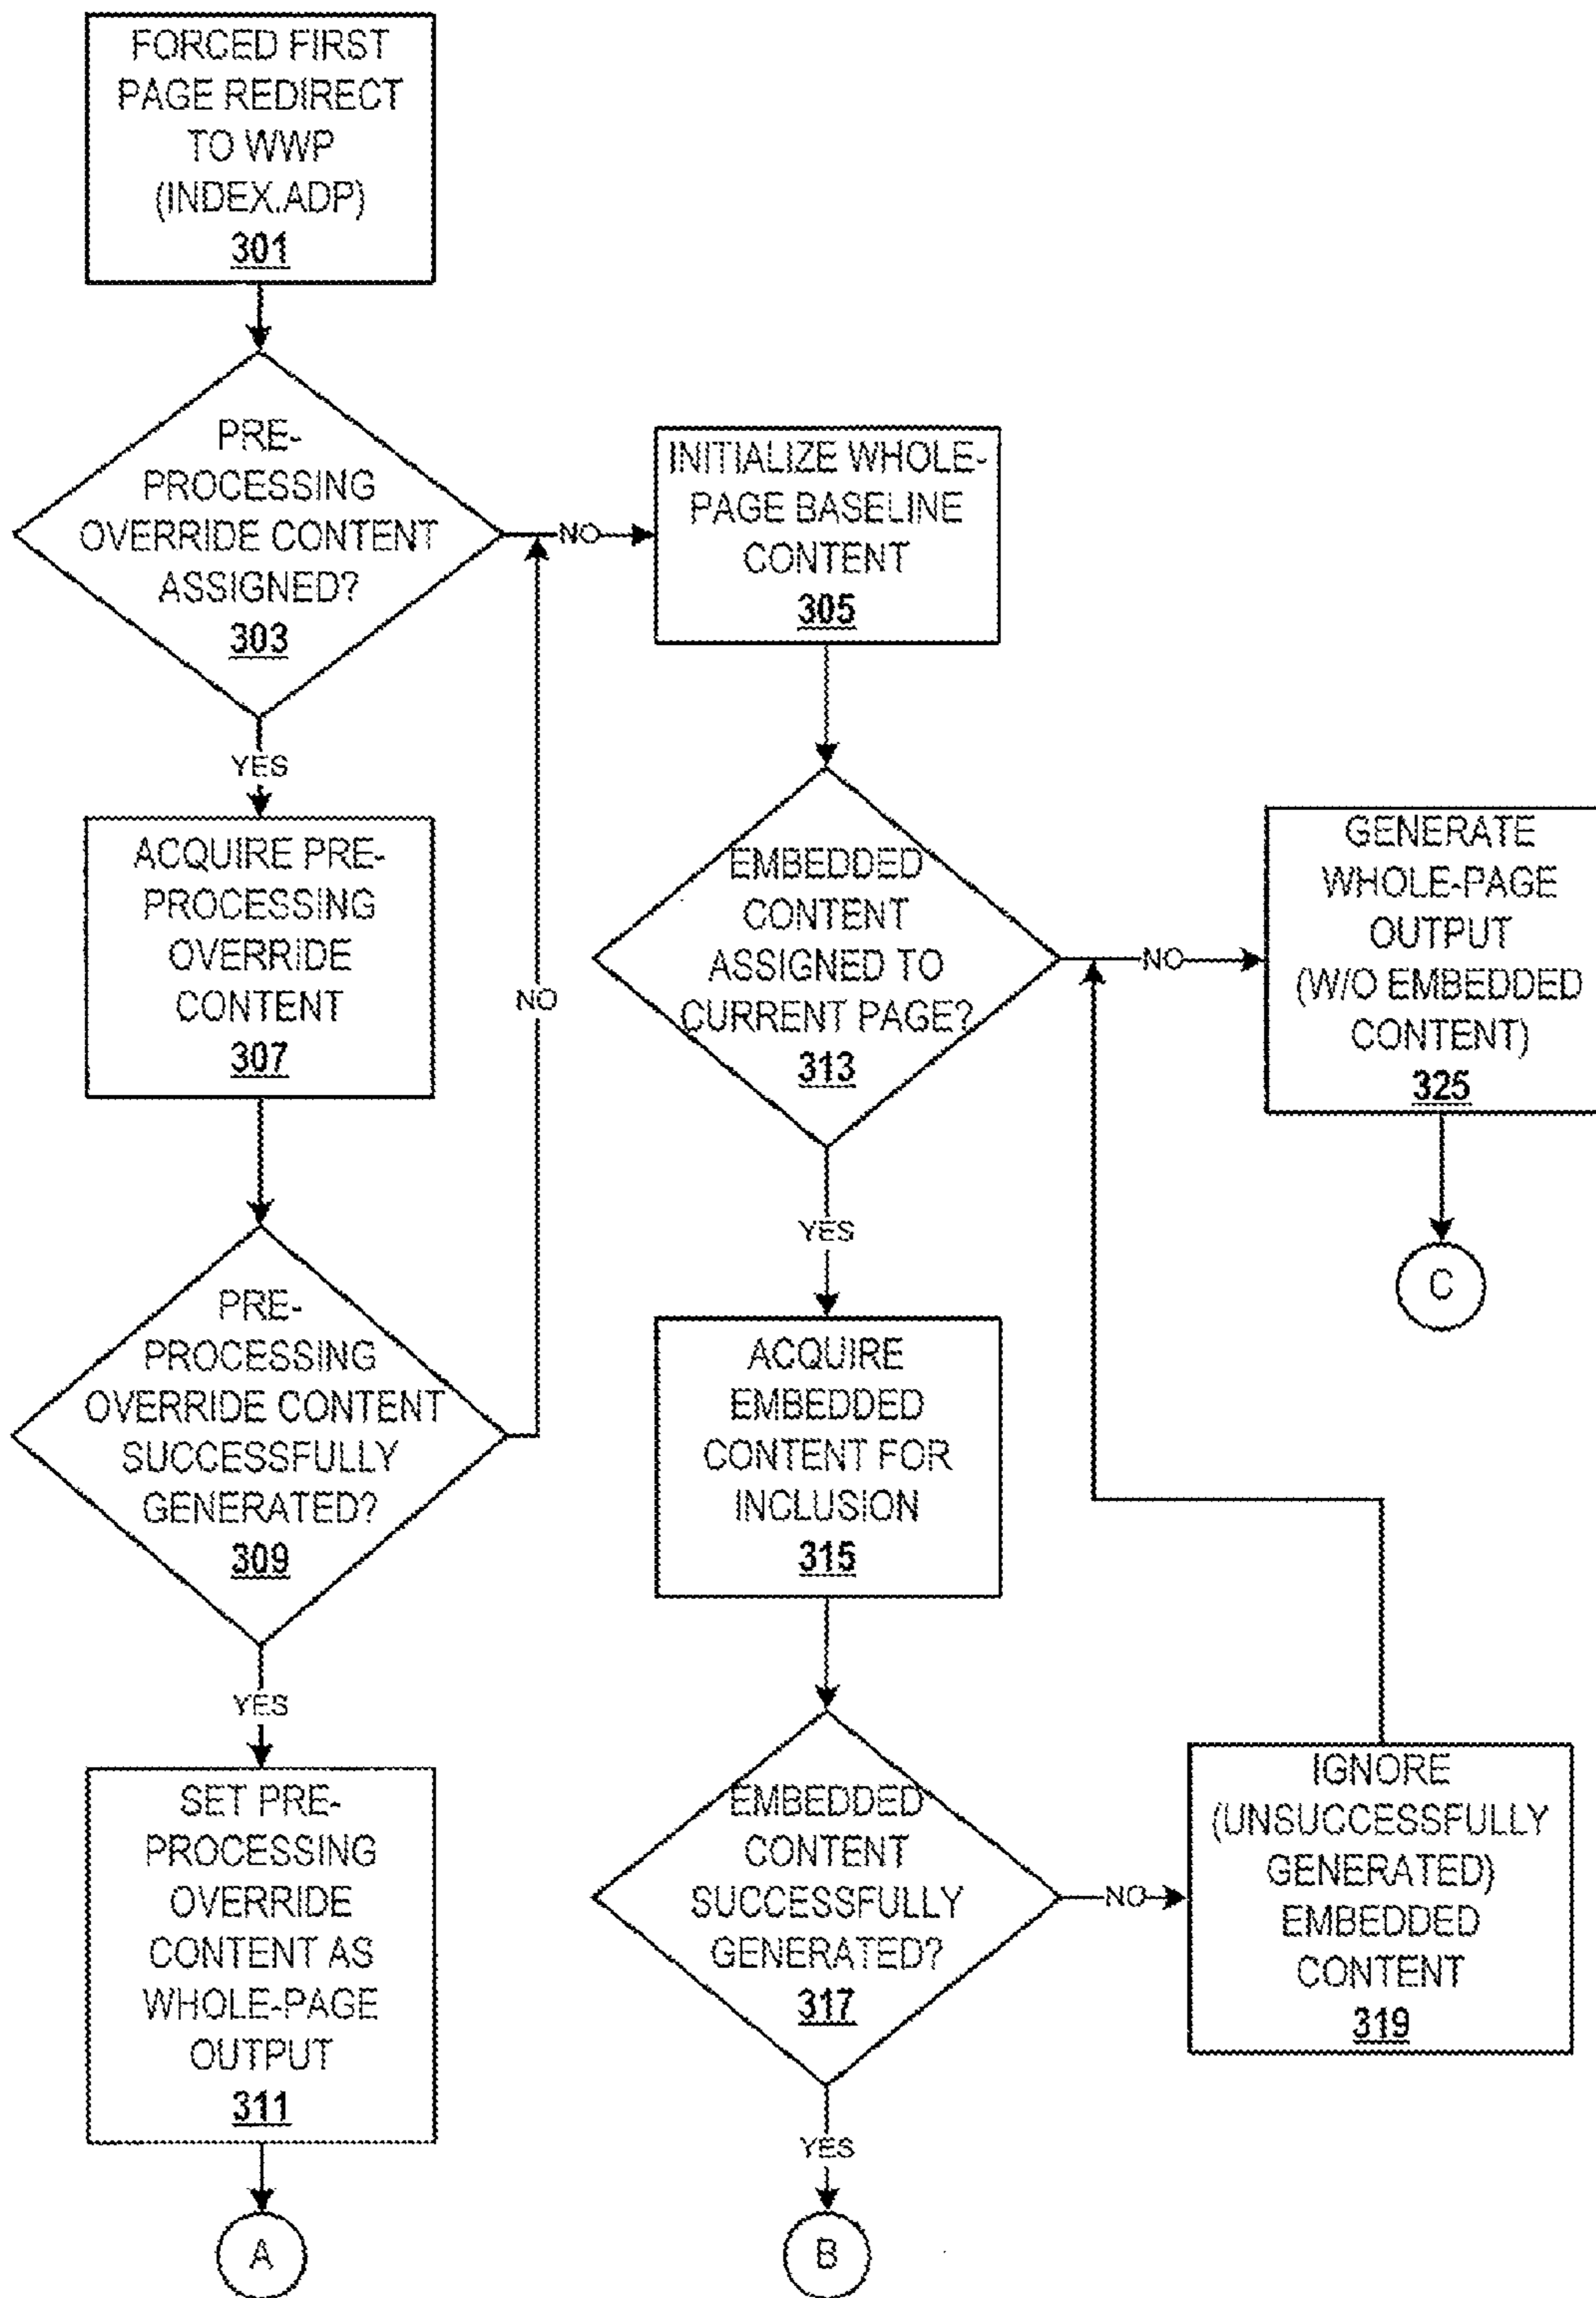 FORCED FIRST
PAGE REDIRECT
TO WWP
(INDEX.ADP)
301
PRE-
PROCESSING
OVERRIDE CONTENT
ASSIGNED?
303
NO
INITIALIZE WHOLE-
PAGE BASELINE
CONTENT
305
YES
ACQUIRE PRE-
PROCESSING
OVERRIDE
CONTENT
307
NO
EMBEDDED
CONTENT
ASSIGNED TO
CURRENT PAGE?
313
NO
GENERATE
WHOLE-PAGE
OUTPUT
(W/O EMBEDDED
CONTENT)
325
C
PRE-
PROCESSING
OVERRIDE CONTENT
SUCCESSFULLY
GENERATED?
309
YES
ACQUIRE
EMBEDDED
CONTENT FOR
INCLUSION
315
YES
SET PRE-
PROCESSING
OVERRIDE
CONTENT AS
WHOLE-PAGE
OUTPUT
311
EMBEDDED
CONTENT
SUCCESSFULLY
GENERATED?
317
NO
IGNORE
(UNSUCCESSFULLY
GENERATED)
EMBEDDED
CONTENT
319
YES
A
B